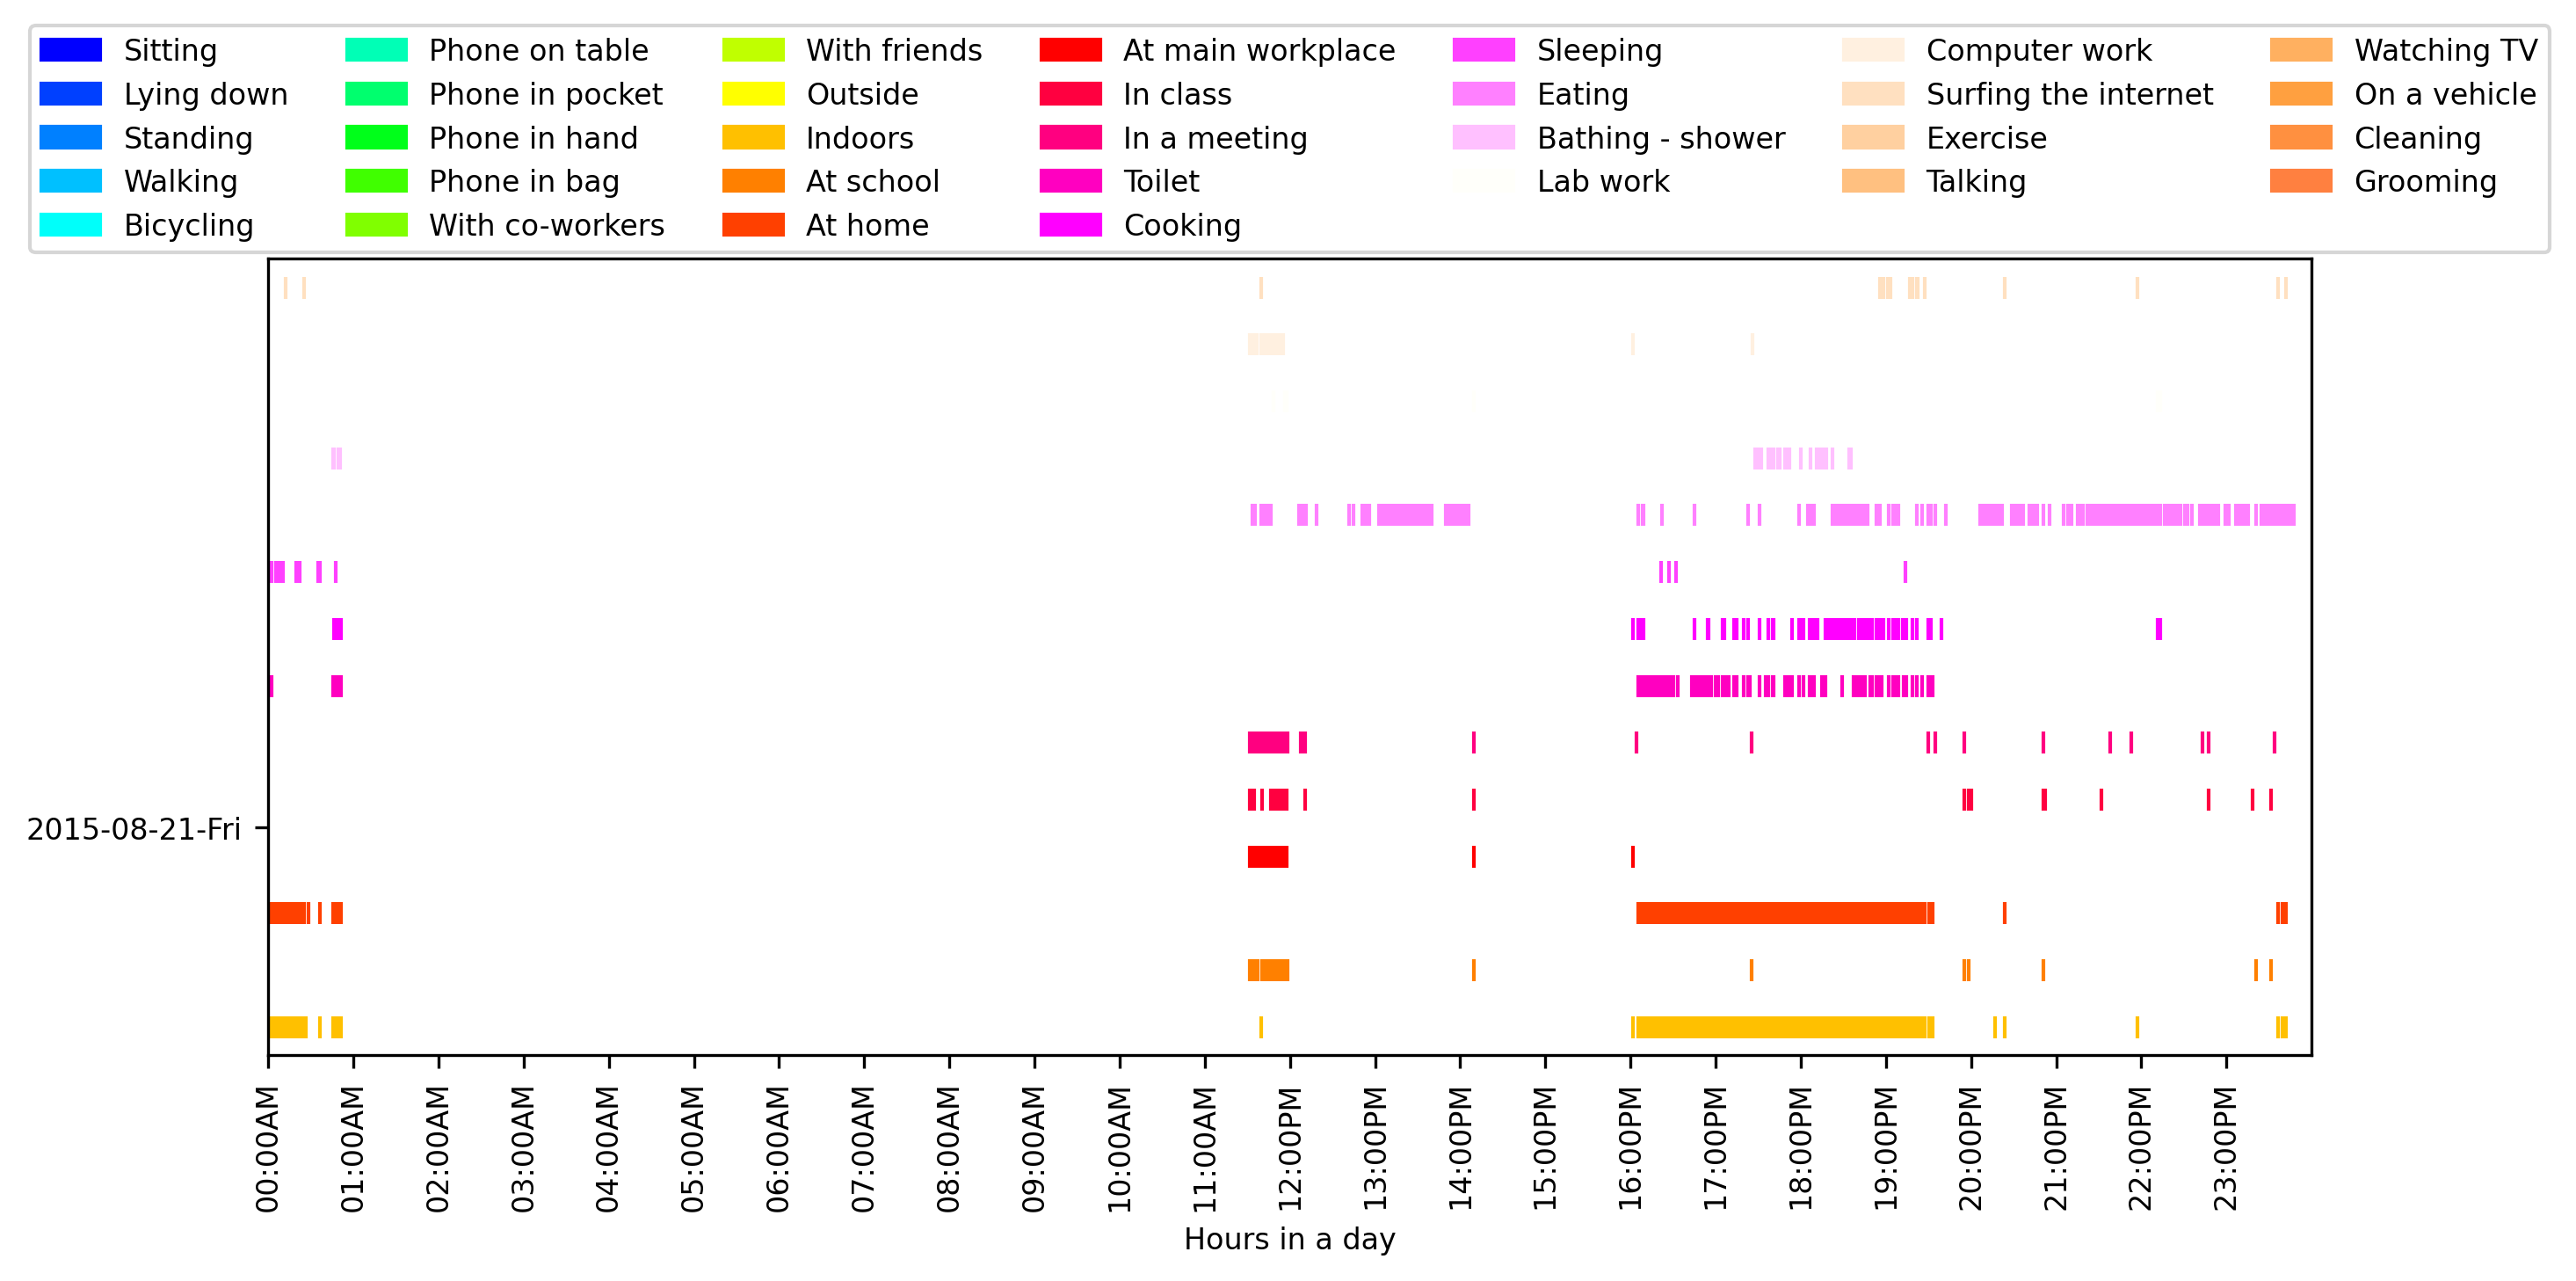 Sitting
Lying down
Standing
Walking
Bicycling
Phone on table
Phone in pocket
Phone in hand
Phone in bag
With co-workers
With friends
Outside
Indoors
At school
At home
At main workplace
In class
In a meeting
Toilet
Cooking
Sleeping
Eating
Bathing - shower
Lab work
Computer work
Surfing the internet
Exercise
Talking
Watching TV
On a vehicle
Cleaning
Grooming
2015-08-21-Fri
00:00AM
01:00AM
02:00AM
03:00AM
04:00AM
05:00AM
06:00AM
07:00AM
08:00AM
09:00AM
10:00AM
11:00AM
12:00PM
13:00PM
14:00PM
15:00PM
16:00PM
17:00PM
18:00PM
19:00PM
20:00PM
21:00PM
22:00PM
23:00PM
Hours in a day